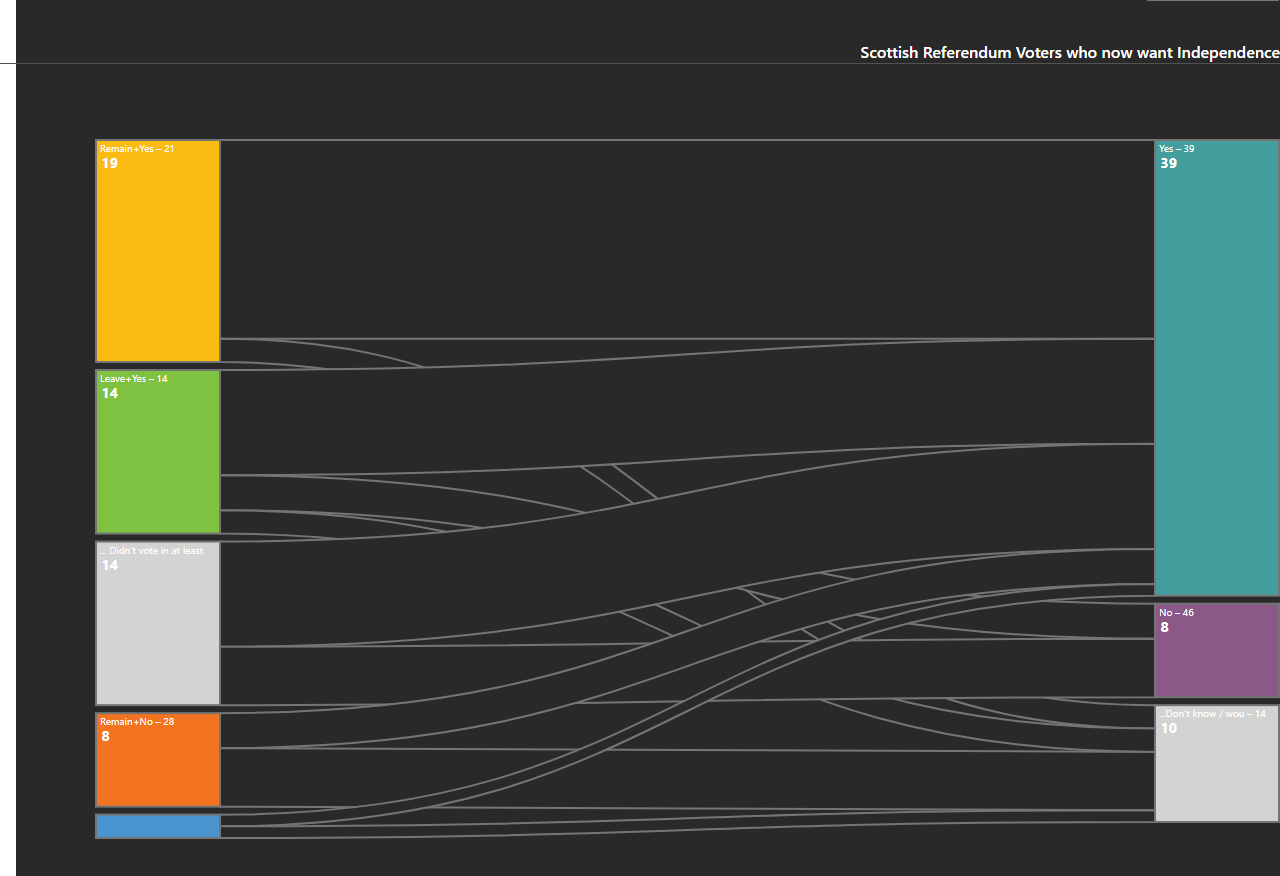 Scottish Referendum Voters who now want Independence
Remain+Yes – 21
19
Yes – 39
39
Leave+Yes – 14
14
... Didn't vote in at least
14
No – 46
8
Remain+No – 28
8
...Don't know / wou – 14
10